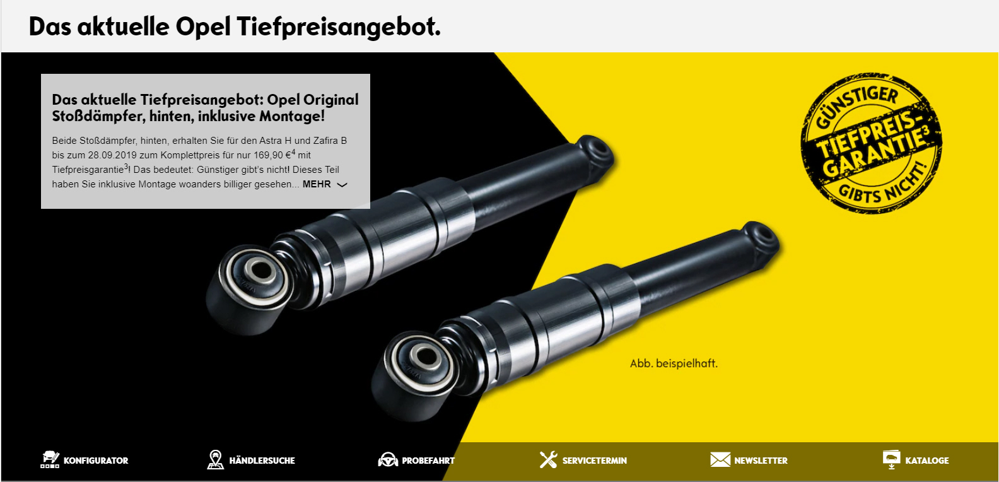 Das aktuelle Opel Tiefpreisangebot.
Das aktuelle Tiefpreisangebot: Opel Original
Stoßdämpfer, hinten, inklusive Montage!
Beide Stoßdämpfer, hinten, erhalten Sie für den Astra H und Zafira B
bis zum 28.09.2019 zum Komplettpreis für nur 169,90 €⁴ mit
Tiefpreisgarantie³! Das bedeutet: Günstiger gibt's nicht! Dieses Teil
haben Sie inklusive Montage woanders billiger gesehen... MEHR
GÜNSTIGER
TIEFPREIS-
GARANTIE³
GIBTS NICHT!
Abb. beispielhaft.
KONFIGURATOR
HÄNDLERSUCHE
PROBEFAHRT
SERVICETERMIN
NEWSLETTER
KATALOGE